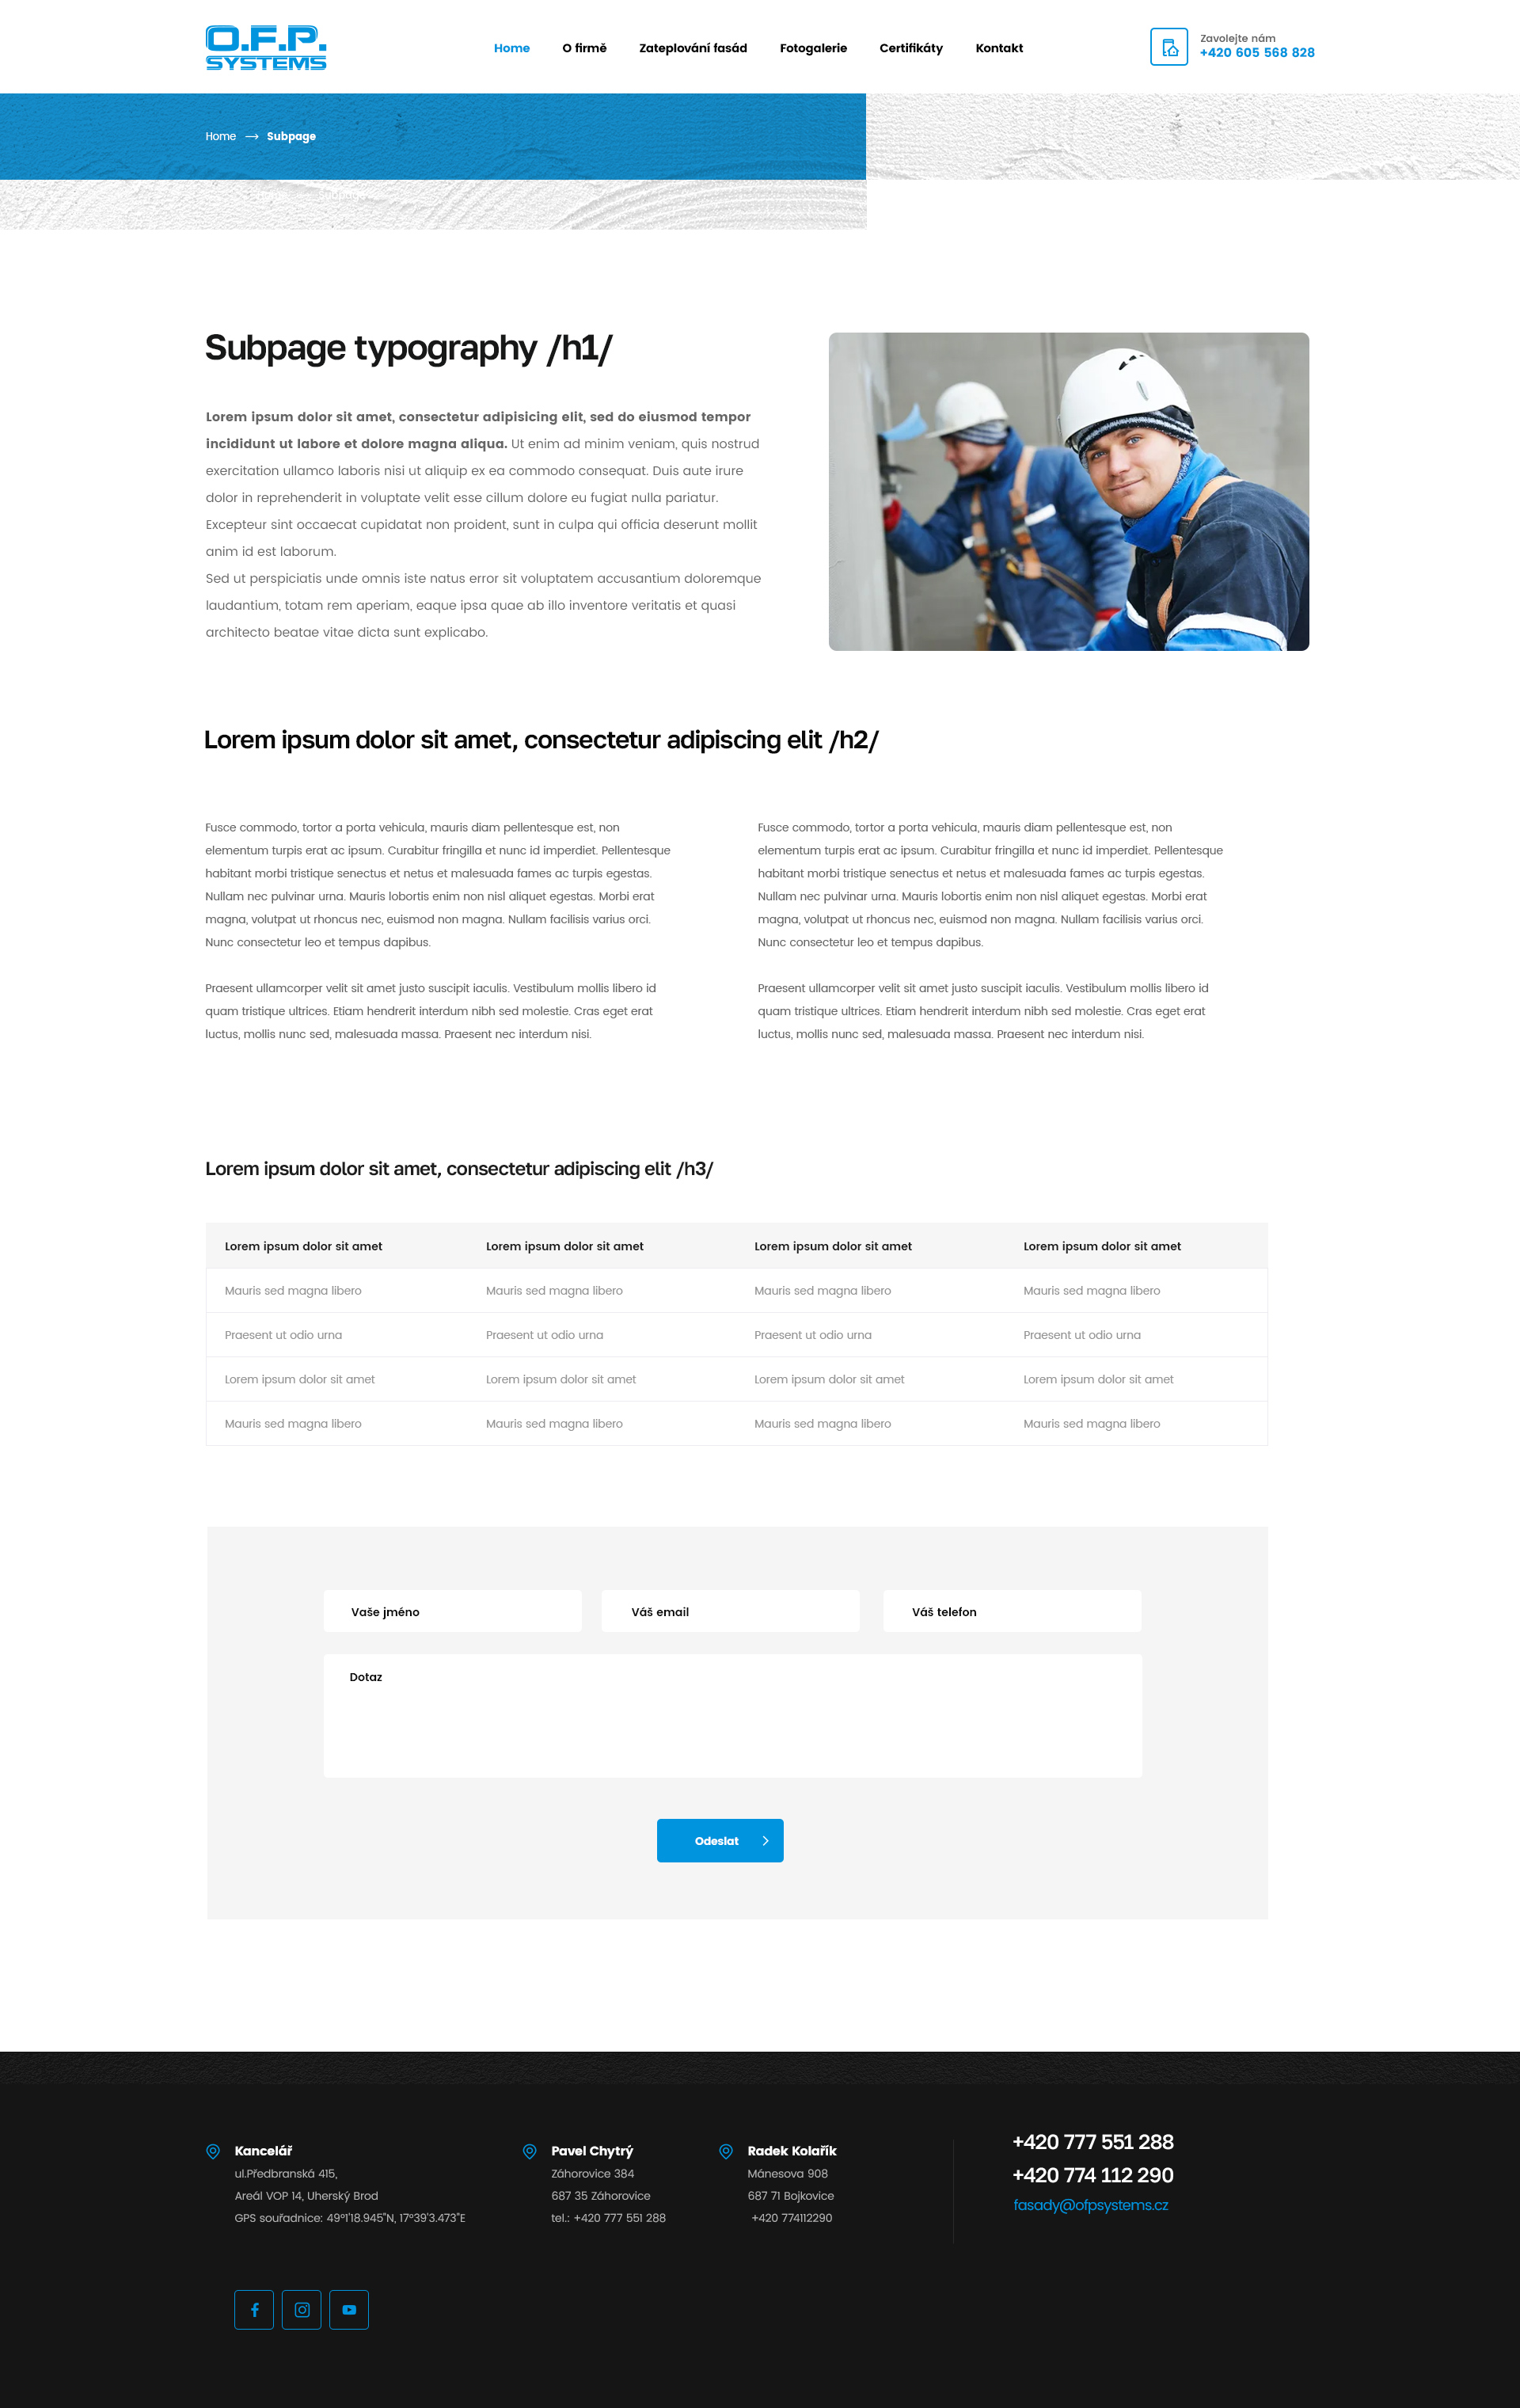 O.F.P.
SYSTEMS
Home
O firmě
Zateplování fasád
Fotogalerie
Certifikáty
Kontakt
Zavolejte nám
+420 605 568 828
Home
Subpage
Subpage typography /h1/
Lorem ipsum dolor sit amet, consectetur adipisicing elit, sed do eiusmod tempor
incididunt ut labore et dolore magna aliqua. Ut enim ad minim veniam, quis nostrud
exercitation ullamco laboris nisi ut aliquip ex ea commodo consequat. Duis aute irure
dolor in reprehenderit in voluptate velit esse cillum dolore eu fugiat nulla pariatur.
Excepteur sint occaecat cupidatat non proident, sunt in culpa qui officia deserunt mollit
anim id est laborum.
Sed ut perspiciatis unde omnis iste natus error sit voluptatem accusantium doloremque
laudantium, totam rem aperiam, eaque ipsa quae ab illo inventore veritatis et quasi
architecto beatae vitae dicta sunt explicabo.
Lorem ipsum dolor sit amet, consectetur adipiscing elit /h2/
Fusce commodo, tortor a porta vehicula, mauris diam pellentesque est, non
elementum turpis erat ac ipsum. Curabitur fringilla et nunc id imperdiet. Pellentesque
habitant morbi tristique senectus et netus et malesuada fames ac turpis egestas.
Nullam nec pulvinar urna. Mauris lobortis enim non nisl aliquet egestas. Morbi erat
magna, volutpat ut rhoncus nec, euismod non magna. Nullam facilisis varius orci.
Nunc consectetur leo et tempus dapibus.
Praesent ullamcorper velit sit amet justo suscipit iaculis. Vestibulum mollis libero id
quam tristique ultrices. Etiam hendrerit interdum nibh sed molestie. Cras eget erat
luctus, mollis nunc sed, malesuada massa. Praesent nec interdum nisi.
Fusce commodo, tortor a porta vehicula, mauris diam pellentesque est, non
elementum turpis erat ac ipsum. Curabitur fringilla et nunc id imperdiet. Pellentesque
habitant morbi tristique senectus et netus et malesuada fames ac turpis egestas.
Nullam nec pulvinar urna. Mauris lobortis enim non nisl aliquet egestas. Morbi erat
magna, volutpat ut rhoncus nec, euismod non magna. Nullam facilisis varius orci.
Nunc consectetur leo et tempus dapibus.
Praesent ullamcorper velit sit amet justo suscipit iaculis. Vestibulum mollis libero id
quam tristique ultrices. Etiam hendrerit interdum nibh sed molestie. Cras eget erat
luctus, mollis nunc sed, malesuada massa. Praesent nec interdum nisi.
Lorem ipsum dolor sit amet, consectetur adipiscing elit /h3/
Lorem ipsum dolor sit amet Lorem ipsum dolor sit amet Lorem ipsum dolor sit amet Lorem ipsum dolor sit amet
Mauris sed magna libero Mauris sed magna libero Mauris sed magna libero Mauris sed magna libero
Praesent ut odio urna Praesent ut odio urna Praesent ut odio urna Praesent ut odio urna
Lorem ipsum dolor sit amet Lorem ipsum dolor sit amet Lorem ipsum dolor sit amet Lorem ipsum dolor sit amet
Mauris sed magna libero Mauris sed magna libero Mauris sed magna libero Mauris sed magna libero
Vaše jméno
Váš email
Váš telefon
Dotaz
Odeslat
Kancelář
ul.Předbranská 415,
Areál VOP 14, Uherský Brod
GPS souřadnice: 49°1'18.945"N, 17°39'3.473"E
Pavel Chytrý
Záhorovice 384
687 35 Záhorovice
tel.: +420 777 551 288
Radek Kolařík
Mánesova 908
687 71 Bojkovice
+420 774112290
+420 777 551 288
+420 774 112 290
fasady@ofpsystems.cz